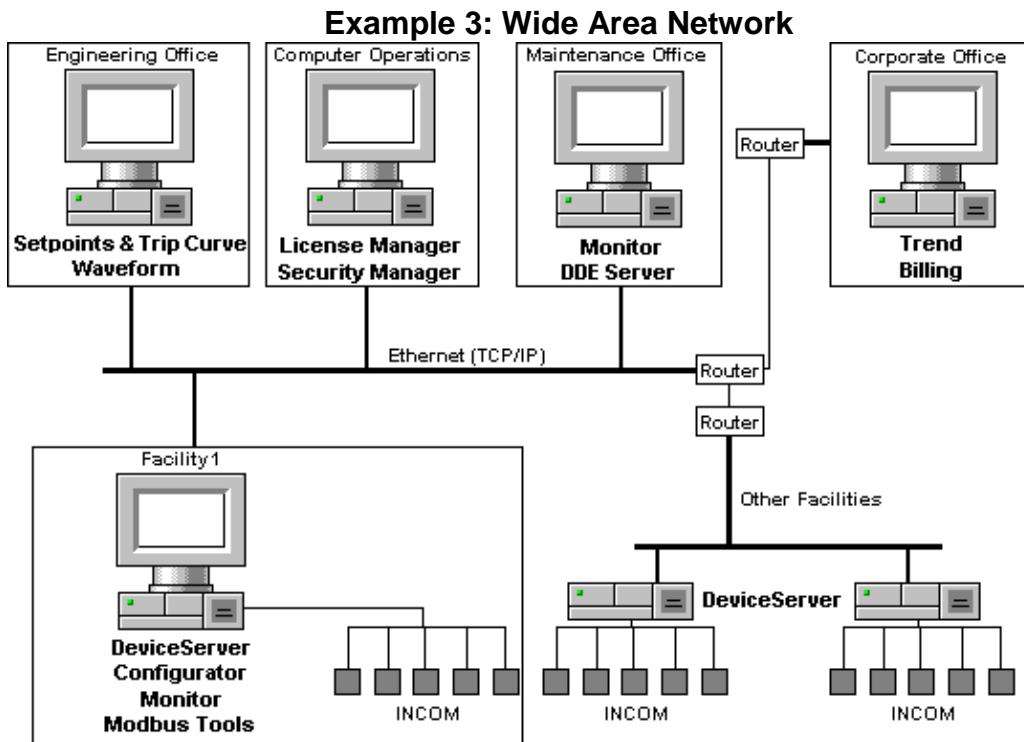 Example 3: Wide Area Network
Engineering Office
Setpoints & Trip Curve
Waveform
Computer Operations
License Manager
Security Manager
Maintenance Office
Monitor
DDE Server
Corporate Office
Trend
Billing
Router
Ethernet (TCP/IP)
Router
Router
Facility1
DeviceServer
Configurator
Monitor
Modbus Tools
INCOM
Other Facilities
DeviceServer
INCOM
INCOM